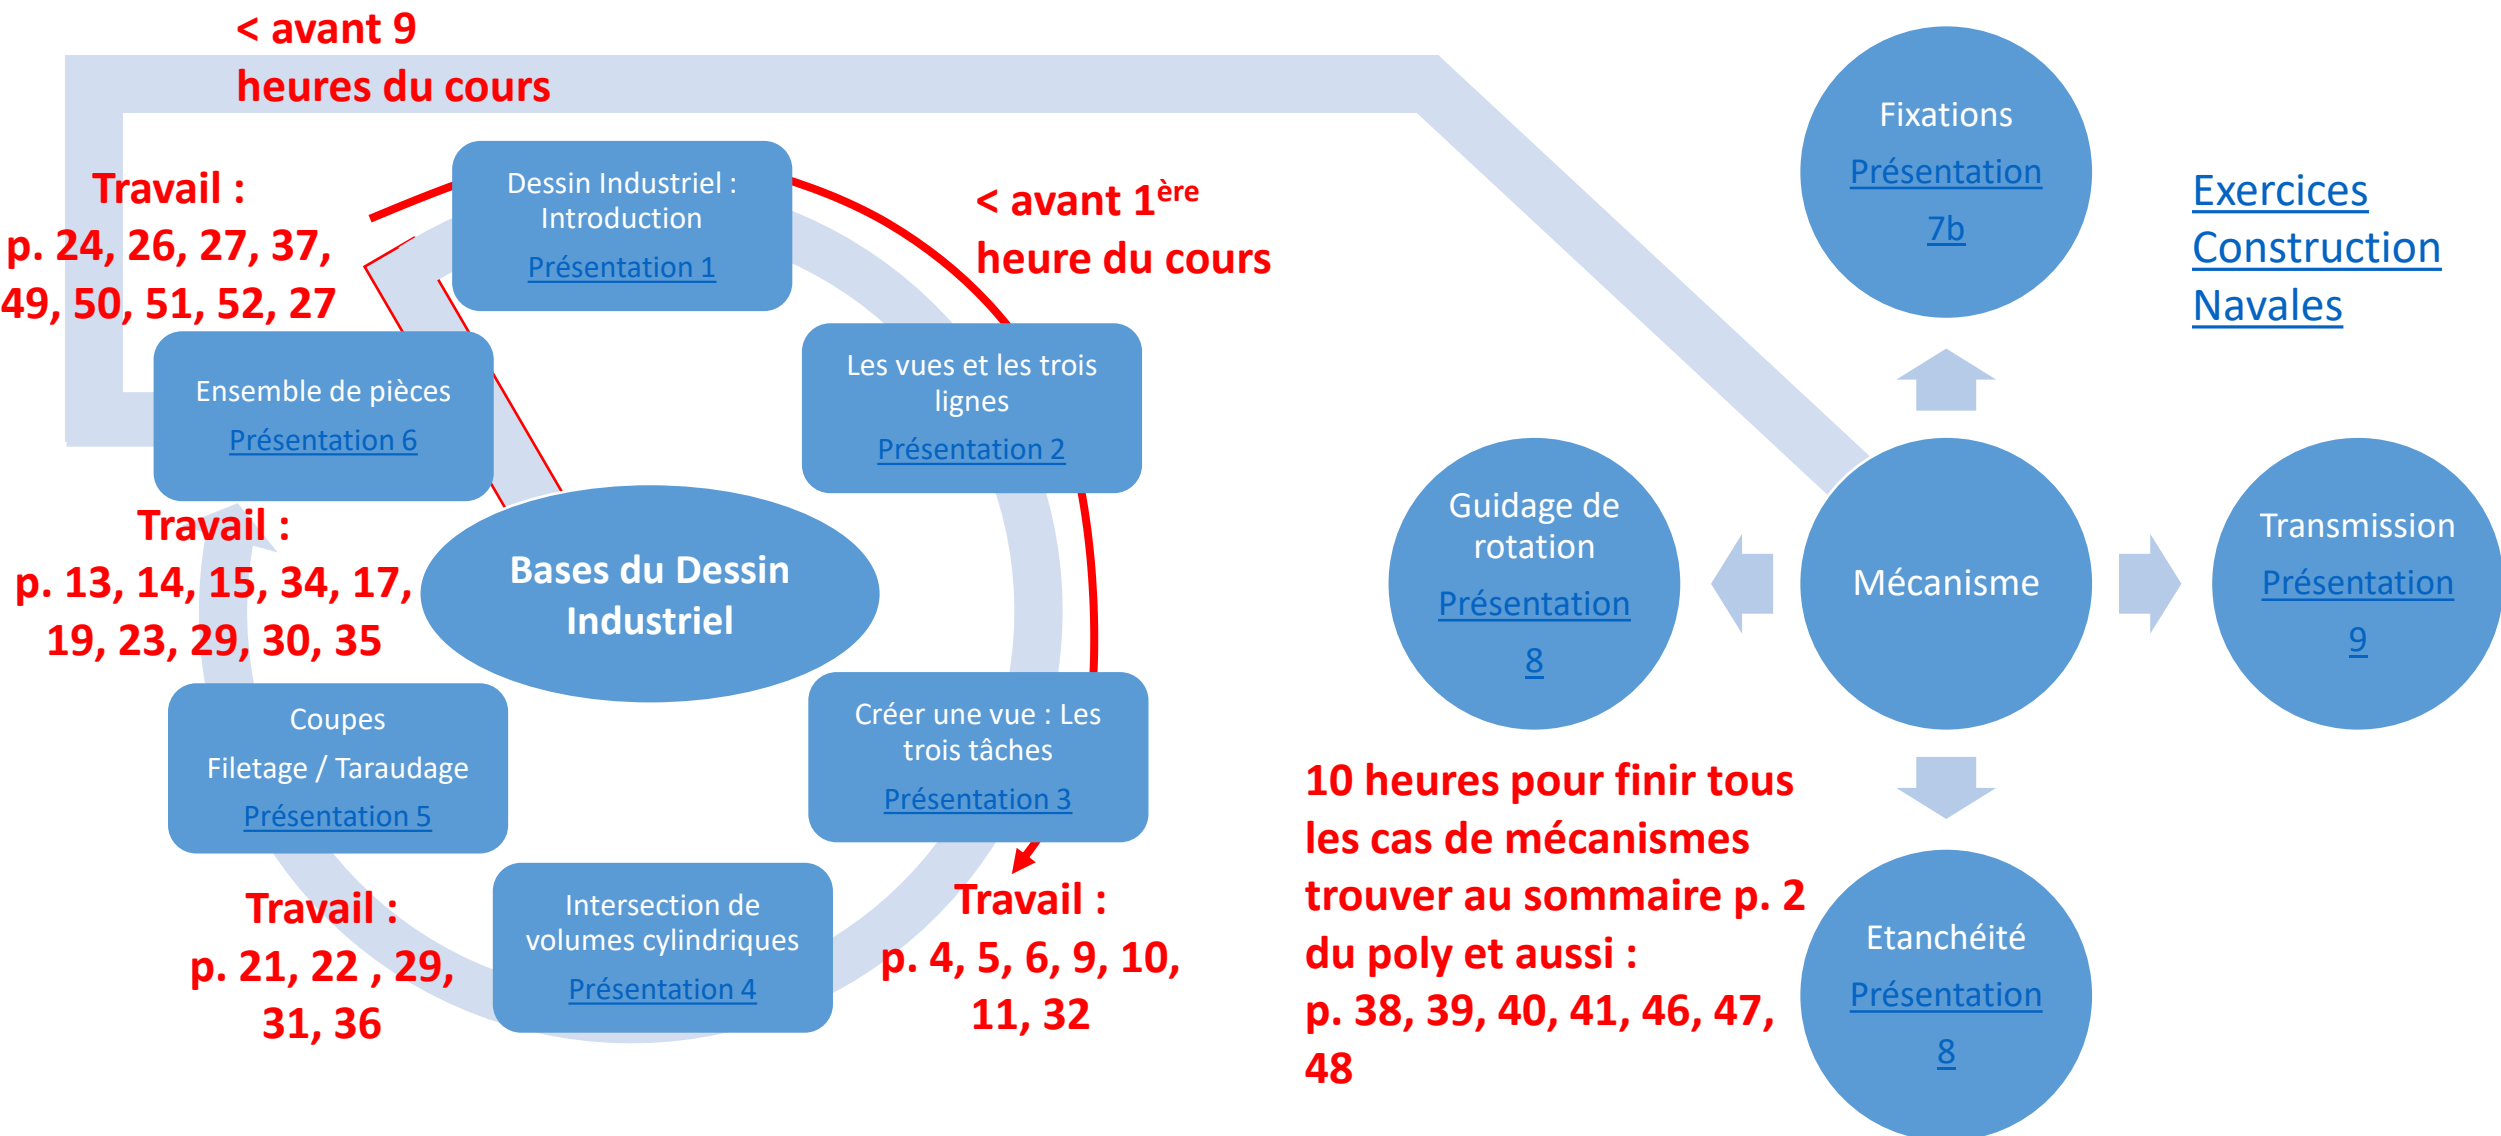 < avant 9
heures du cours
Travail :
p. 24, 26, 27, 37,
49, 50, 51, 52, 27
Dessin Industriel :
Introduction
Présentation 1
< avant 1ère
heure du cours
Les vues et les trois
lignes
Présentation 2
Ensemble de pièces
Présentation 6
Travail :
p. 13, 14, 15, 34, 17,
19, 23, 29, 30, 35
Bases du Dessin
Industriel
Coupes
Filetage / Taraudage
Présentation 5
Créer une vue : Les
trois tâches
Présentation 3
Travail :
p. 21, 22 , 29,
31, 36
Intersection de
volumes cylindriques
Présentation 4
Travail :
p. 4, 5, 6, 9, 10,
11, 32
Fixations
Présentation
7b
Exercices
Construction
Navales
Guidage de
rotation
Présentation
8
Mécanisme
Transmission
Présentation
9
10 heures pour finir tous
les cas de mécanismes
trouver au sommaire p. 2
du poly et aussi :
p. 38, 39, 40, 41, 46, 47,
48
Etanchéité
Présentation
8